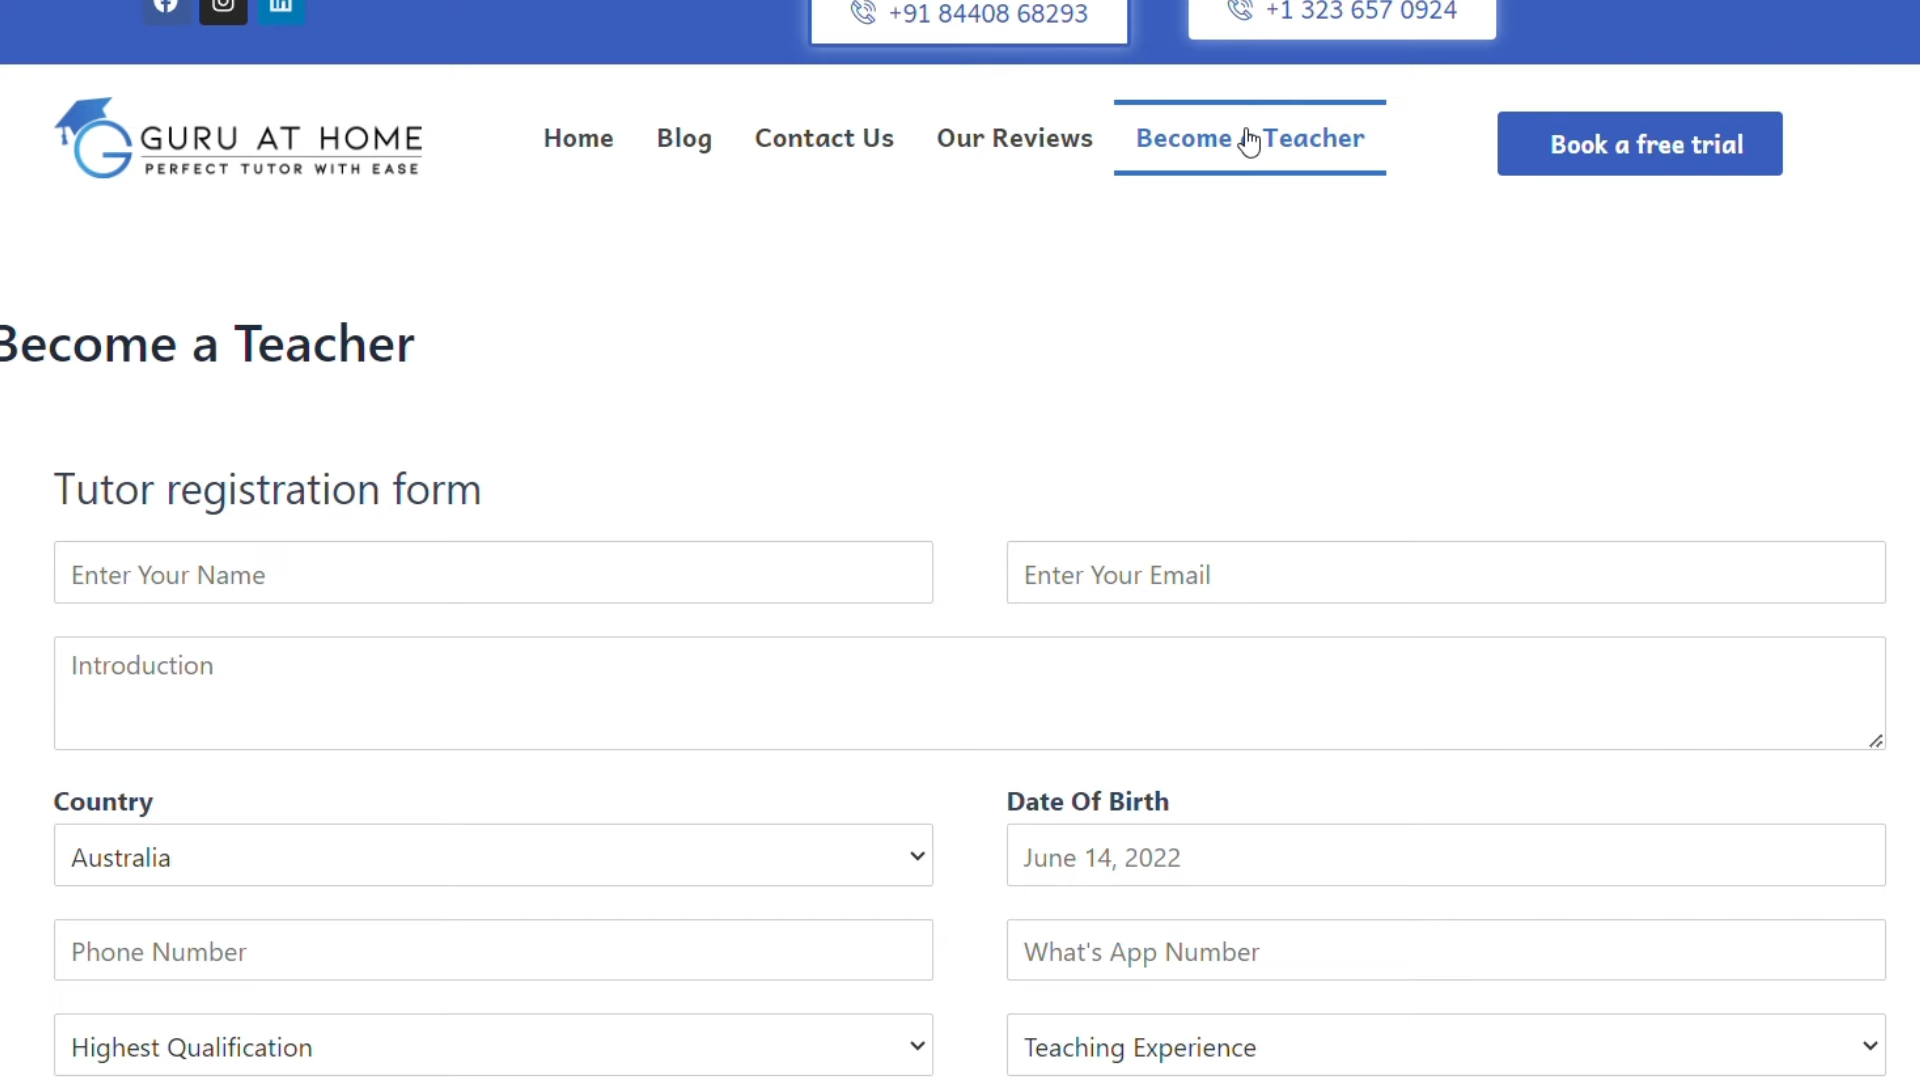 +91 84408 68293
+1 323 657 0924
GURU AT HOME
PERFECT TUTOR WITH EASE
Home
Blog
Contact Us
Our Reviews
Become Teacher
Book a free trial
Become a Teacher
Tutor registration form
Enter Your Name
Enter Your Email
Introduction
Country
Date Of Birth
Australia
June 14, 2022
Phone Number
What's App Number
Highest Qualification
Teaching Experience